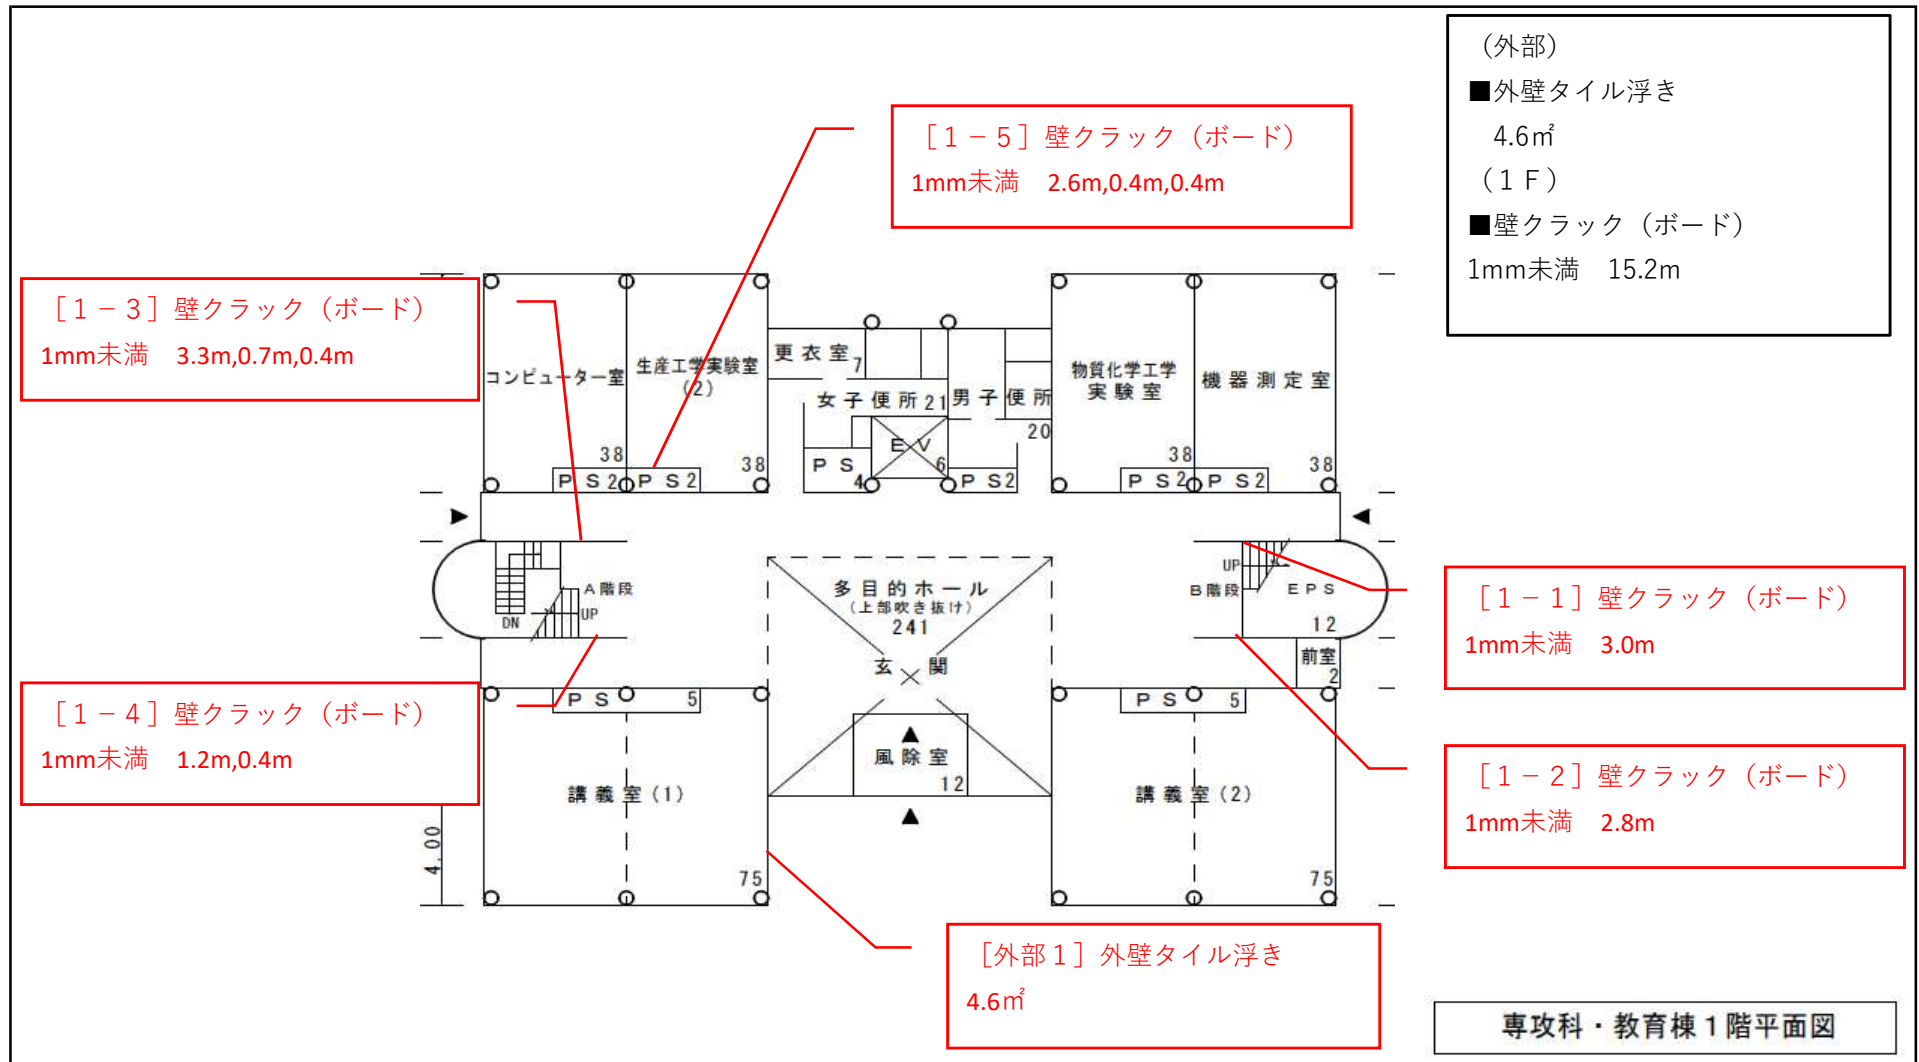 （外部）
■外壁タイル浮き
4.6㎡
（１Ｆ）
■壁クラック（ボード）
1mm未満　15.2m
［１－５］壁クラック（ボード）
1mm未満　2.6m,0.4m,0.4m
［１－３］壁クラック（ボード）
1mm未満　3.3m,0.7m,0.4m
コンピューター室
38
生産工学実験室
(2)
38
更衣室
7
女子便所 21
男子便所
20
物質化学工学
実験室
38
機器測定室
38
ＰＳ2
ＰＳ2
ＰＳ
4
ＥＶ
6
ＰＳ2
ＰＳ2
ＰＳ2
A階段
UP
DN
多目的ホール
(上部吹き抜け)
241
玄関
UP
B階段
ＥＰＳ
12
前室
2
［１－１］壁クラック（ボード）
1mm未満　3.0m
［１－４］壁クラック（ボード）
1mm未満　1.2m,0.4m
ＰＳ 5
風除室
12
ＰＳ 5
［１－２］壁クラック（ボード）
1mm未満　2.8m
講義室(1)
75
講義室(2)
75
4.00
［外部１］外壁タイル浮き
4.6㎡
専攻科・教育棟１階平面図